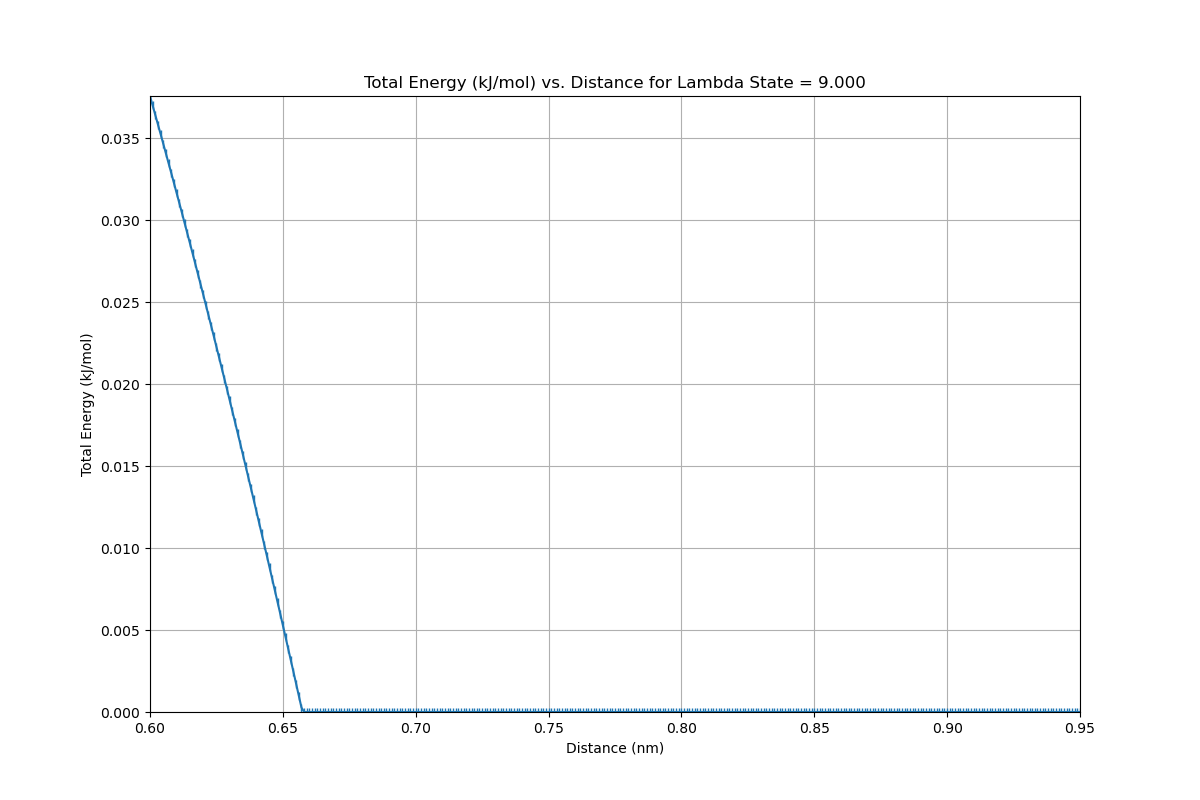 Total Energy (kJ/mol) vs. Distance for Lambda State = 9.000
Total Energy (kJ/mol)
0.035
0.030
0.025
0.020
0.015
0.010
0.005
0.000
0.60 0.65 0.70 0.75 0.80 0.85 0.90 0.95
Distance (nm)